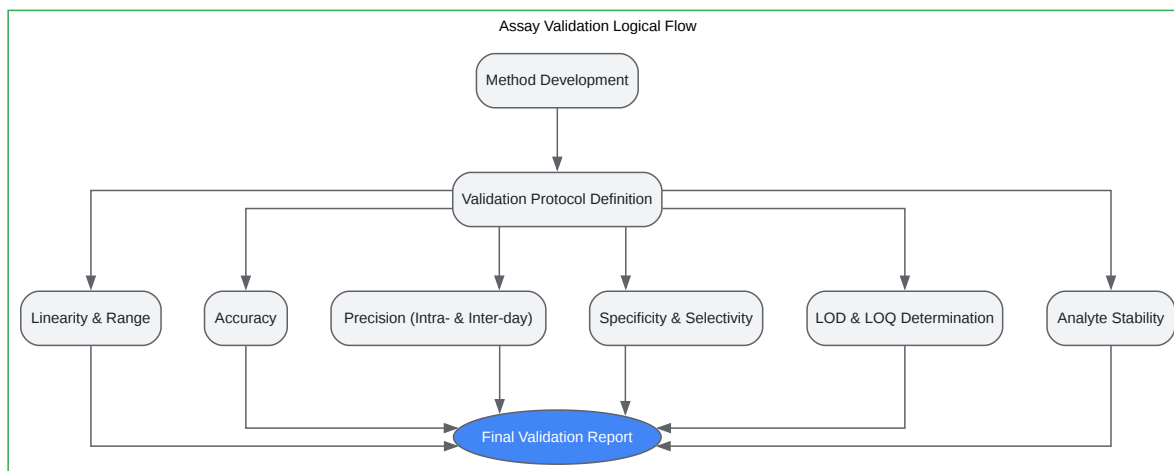 Assay Validation Logical Flow
Method Development
Validation Protocol Definition
Linearity & Range
Accuracy
Precision (Intra- & Inter-day)
Specificity & Selectivity
LOD & LOQ Determination
Analyte Stability
Final Validation Report